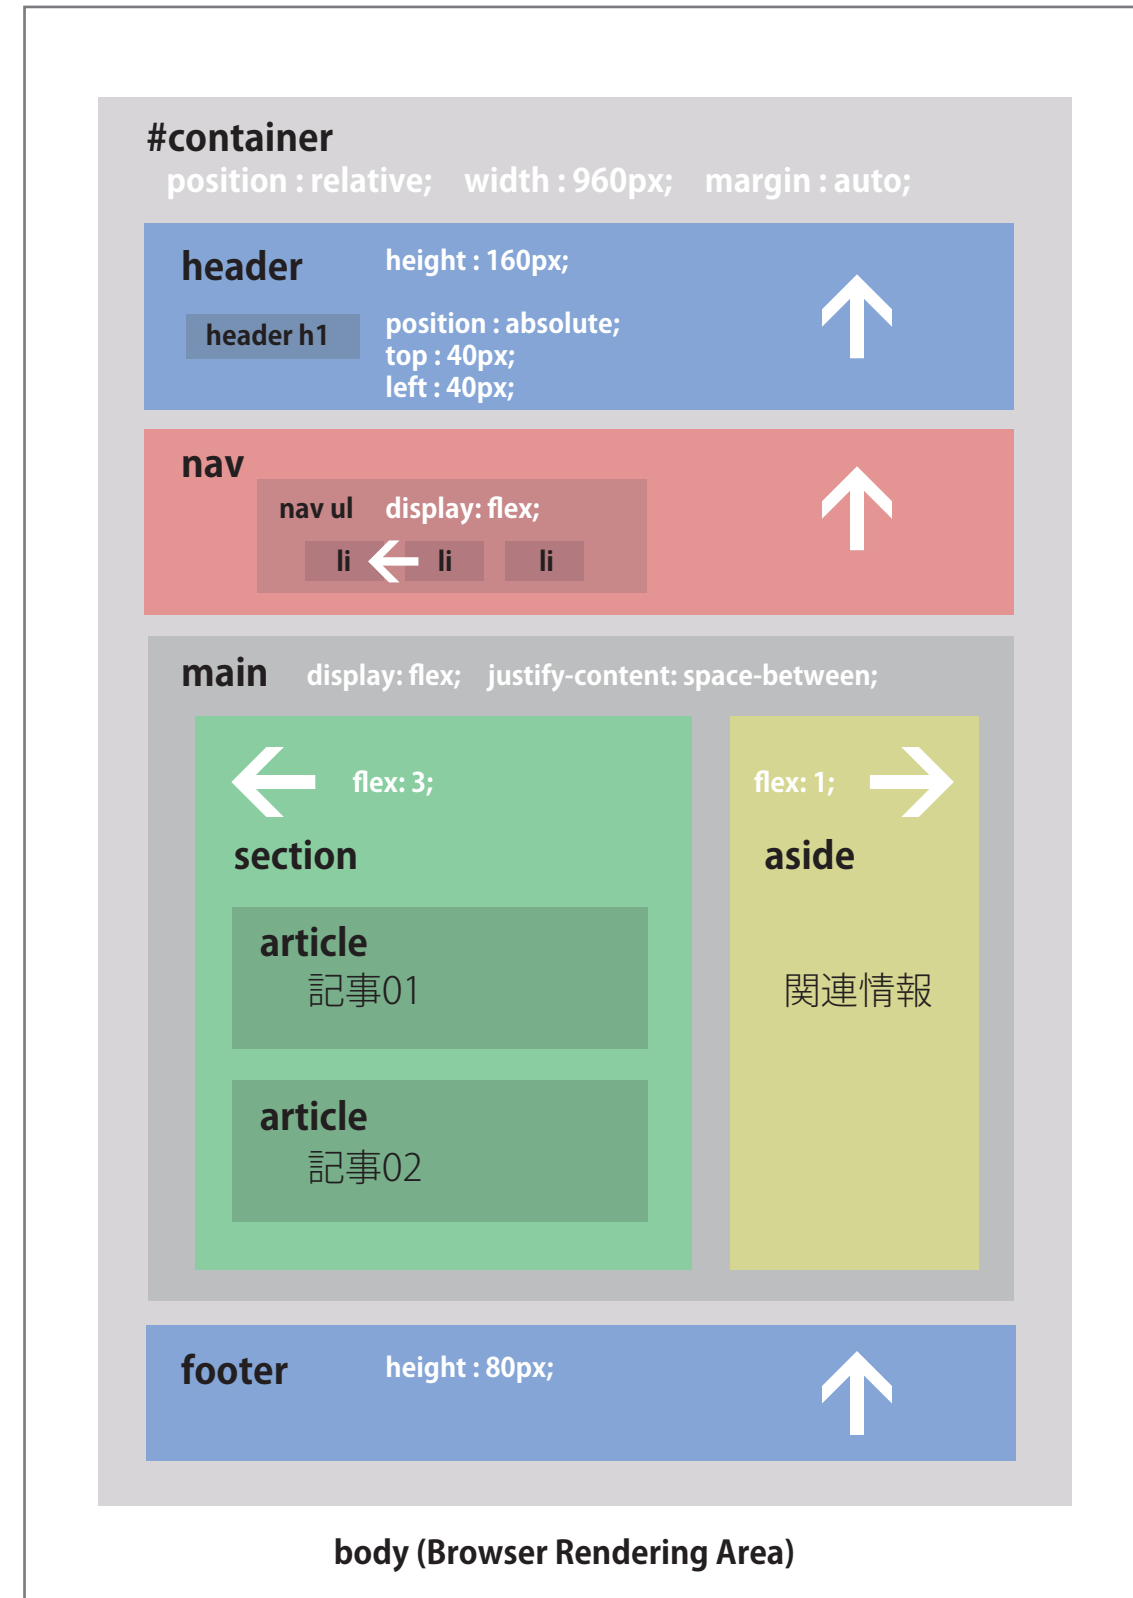 #container
position : relative; width : 960px; margin : auto;
header
height : 160px;
header h1
position : absolute;
top : 40px;
left : 40px;
nav
nav ul display: flex;
li li li
main display: flex; justify-content: space-between;
flex: 3;
section
article
記事01
article
記事02
flex: 1;
aside
関連情報
footer height : 80px;
body (Browser Rendering Area)